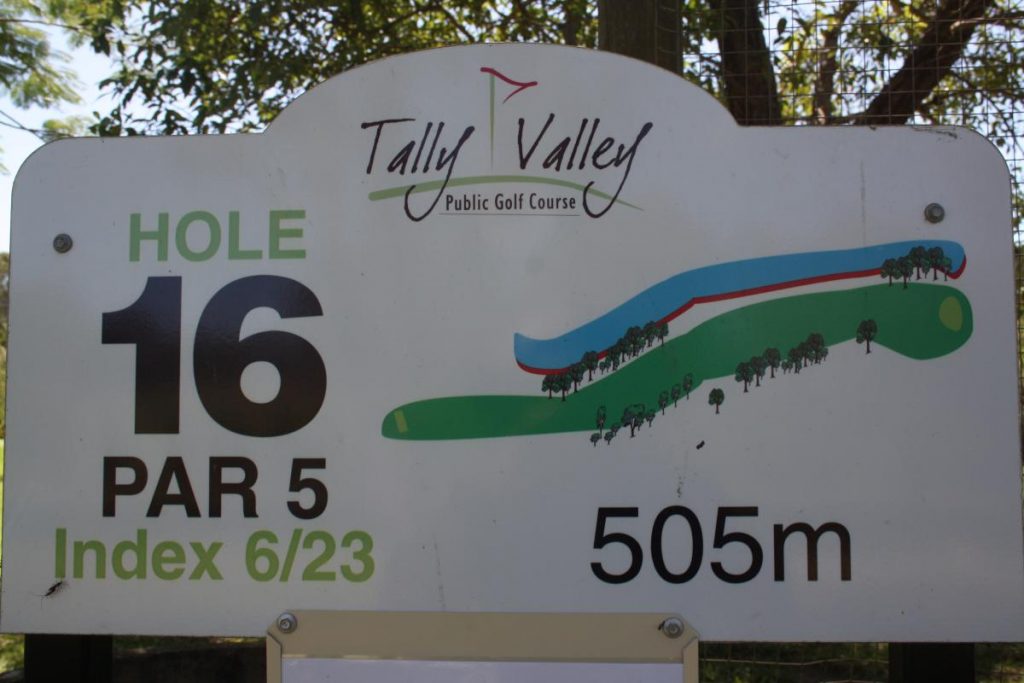 Tally Valley
Public Golf Course
HOLE
16
PAR 5
Index 6/23
505m